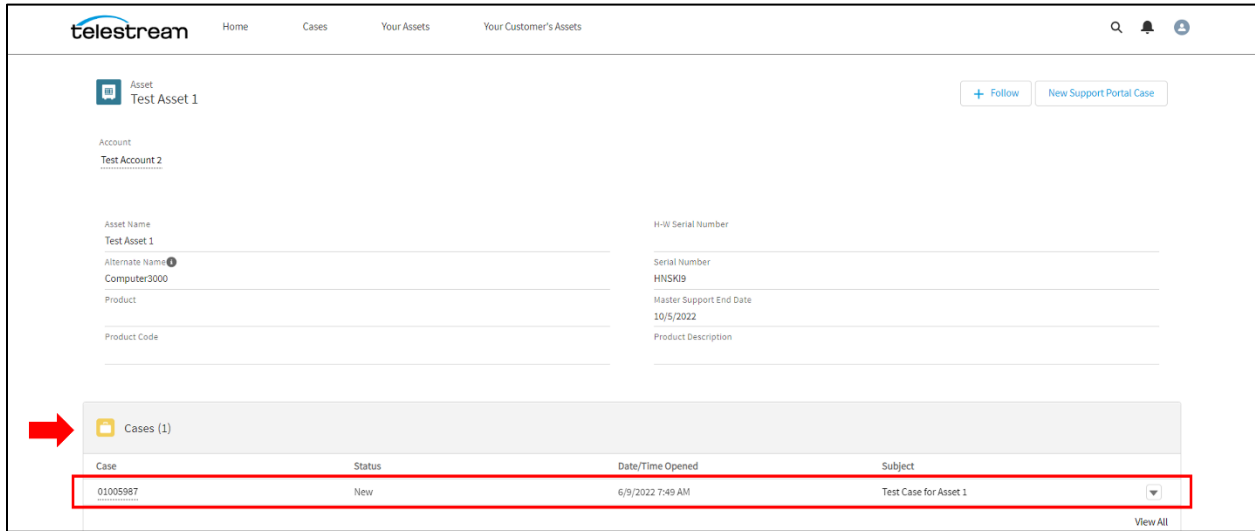 telestream Home Cases Your Assets Your Customer's Assets
Asset
Test Asset 1
+ Follow New Support Portal Case
Account
Test Account 2
Asset Name H-W Serial Number
Test Asset 1
Alternate Name Serial Number
Computer3000 HNSKI9
Product Master Support End Date
10/5/2022
Product Code Product Description
Cases (1)
Case Status Date/Time Opened Subject
01005987 New 6/9/2022 7:49 AM Test Case for Asset 1
View All